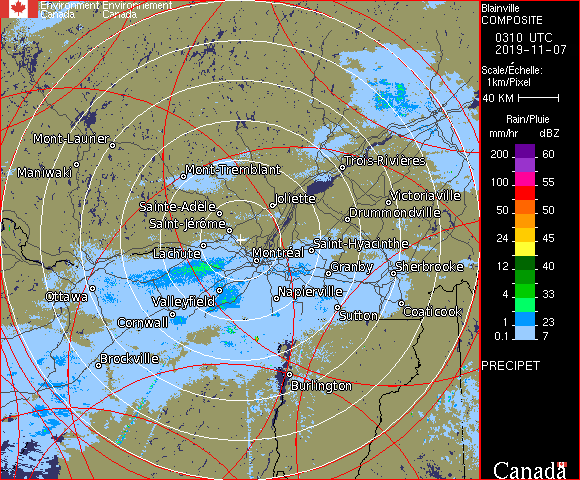 Environment Environnement
Canada Canada
Blainville
COMPOSITE
0310 UTC
2019-11-07
Scale/Échelle:
1km/Pixel
40 KM
Rain/Pluie
mm/hr dBZ
200 60
100 55
50 50
24 45
12 40
4 33
1 23
0.1 7
PRECIPET
Canada
Mont-Laurier
Maniwaki
Mont-Tremblant
Trois-Rivières
Sainte-Adele
Joliette
Victoriaville
Drummondville
Saint-Jérôme
Lachute
Montréal
Saint-Hyacinthe
Granby
Sherbrooke
Ottawa
Valleyfield
Napierville
Cornwall
Sutton
Coaticook
Brockville
Burlington